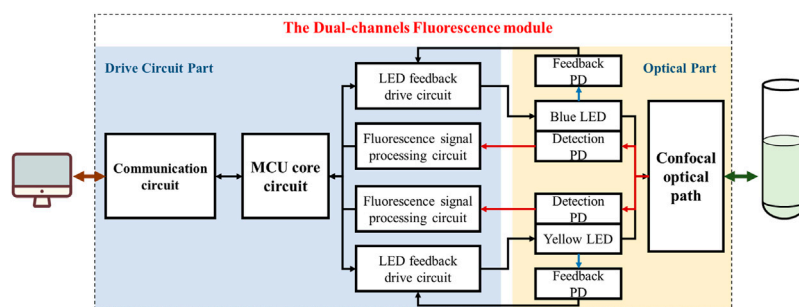 The Dual-channels Fluorescence module
Drive Circuit Part
Optical Part
LED feedback
drive circuit
Feedback
PD
Blue LED
Detection
PD
Fluorescence signal
processing circuit
Communication
circuit
MCU core
circuit
Confocal
optical
path
Fluorescence signal
processing circuit
Detection
PD
Yellow LED
LED feedback
drive circuit
Feedback
PD